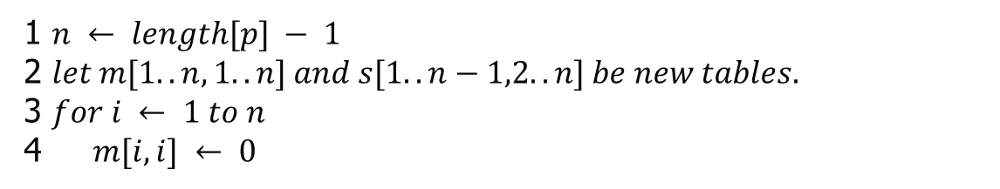 1 n ← length[p] − 1
2 let m[1..n, 1..n] and s[1..n − 1,2..n] be new tables.
3 for i ← 1 to n
4 m[i, i] ← 0